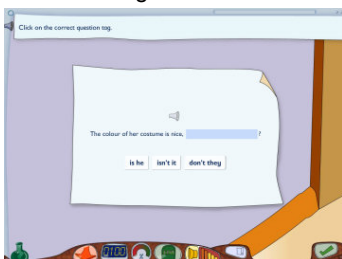 Click on the correct question tag.
The colour of her costume is nice, ?
is he isn't it don't they